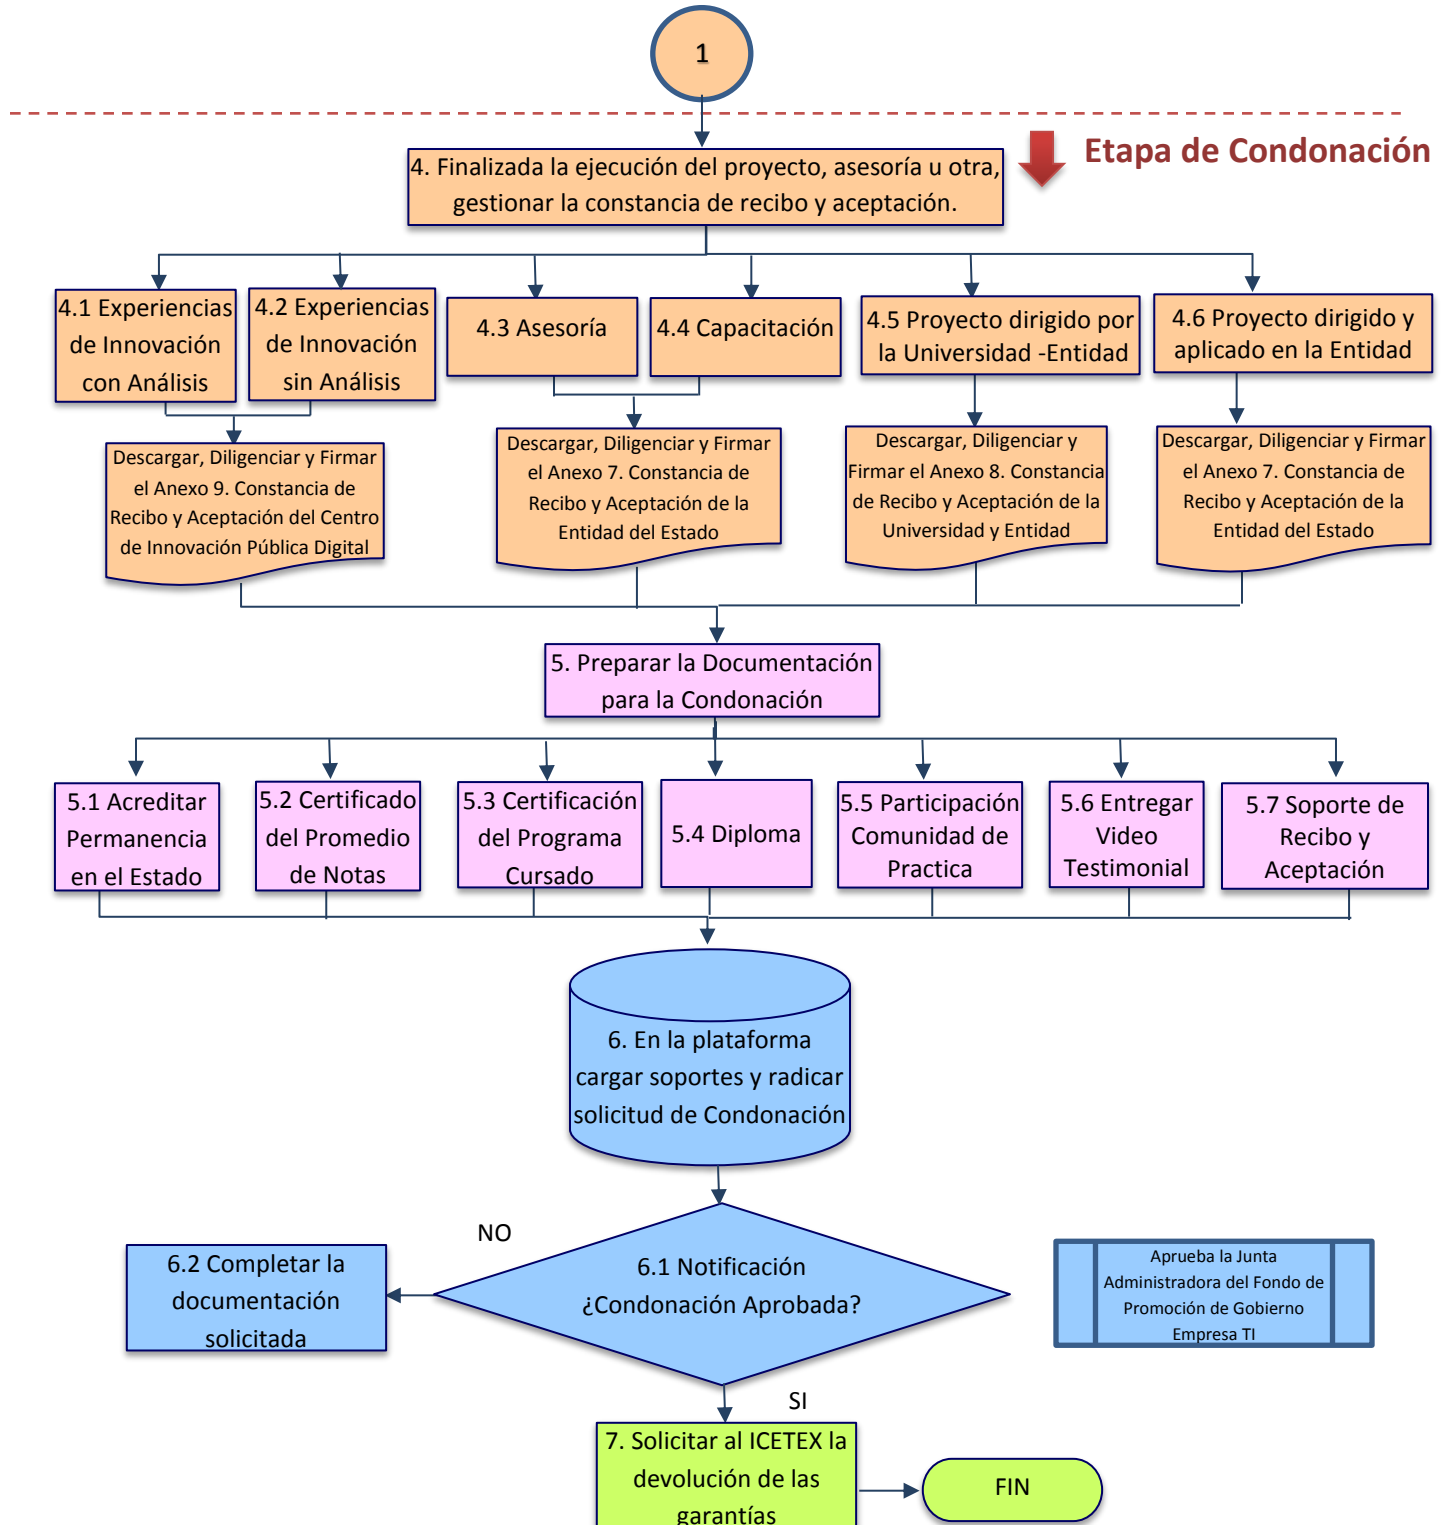 1
Etapa de Condonación
4. Finalizada la ejecución del proyecto, asesoría u otra,
gestionar la constancia de recibo y aceptación.
4.1 Experiencias
de Innovación
con Análisis
4.2 Experiencias
de Innovación
sin Análisis
4.3 Asesoría
4.4 Capacitación
4.5 Proyecto dirigido por
la Universidad -Entidad
4.6 Proyecto dirigido y
aplicado en la Entidad
Descargar, Diligenciar y Firmar
el Anexo 9. Constancia de
Recibo y Aceptación del Centro
de Innovación Pública Digital
Descargar, Diligenciar y Firmar
el Anexo 7. Constancia de
Recibo y Aceptación de la
Entidad del Estado
Descargar, Diligenciar y
Firmar el Anexo 8. Constancia
de Recibo y Aceptación de la
Universidad y Entidad
Descargar, Diligenciar y Firmar
el Anexo 7. Constancia de
Recibo y Aceptación de la
Entidad del Estado
5. Preparar la Documentación
para la Condonación
5.1 Acreditar
Permanencia
en el Estado
5.2 Certificado
del Promedio
de Notas
5.3 Certificación
del Programa
Cursado
5.4 Diploma
5.5 Participación
Comunidad de
Practica
5.6 Entregar
Video
Testimonial
5.7 Soporte de
Recibo y
Aceptación
6. En la plataforma
cargar soportes y radicar
solicitud de Condonación
NO
6.1 Notificación
¿Condonación Aprobada?
6.2 Completar la
documentación
solicitada
Aprueba la Junta
Administradora del Fondo de
Promoción de Gobierno
Empresa TI
SI
7. Solicitar al ICETEX la
devolución de las
garantías
FIN